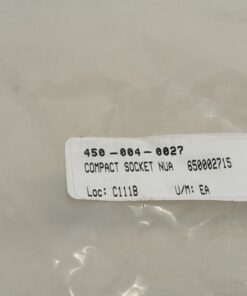 450-004-0027
COMPACT SOCKET NUA 650002715
Loc: C111B U/M: EA